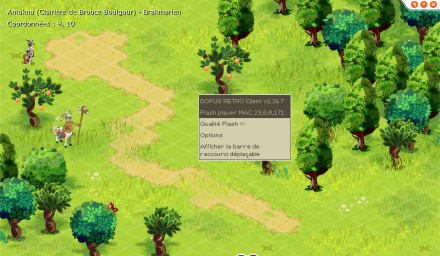 Amakna (Clairière de Brouce Boulgour) - Brakmarien
Coordonnées : 9, 10
DOFUS RETRO Client v1.36.7
Flash player MAC 29,0,0,171
Qualité Flash >>
Options
Afficher la barre de
raccourci déplaçable